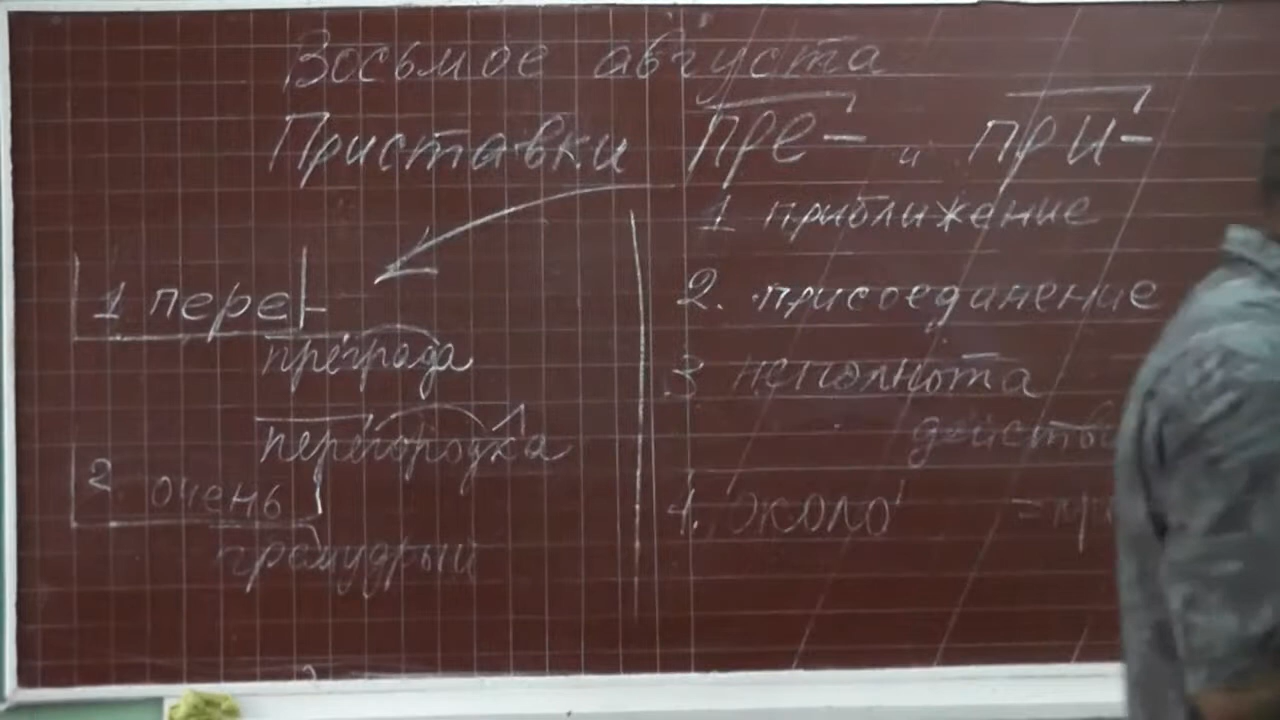 Восьмое августа
Приставки пре- и при-
1 пере-
преграда
перегородка
2 очень
премудрый
1 приближение
2. присоединение
3 неполнота
4. около